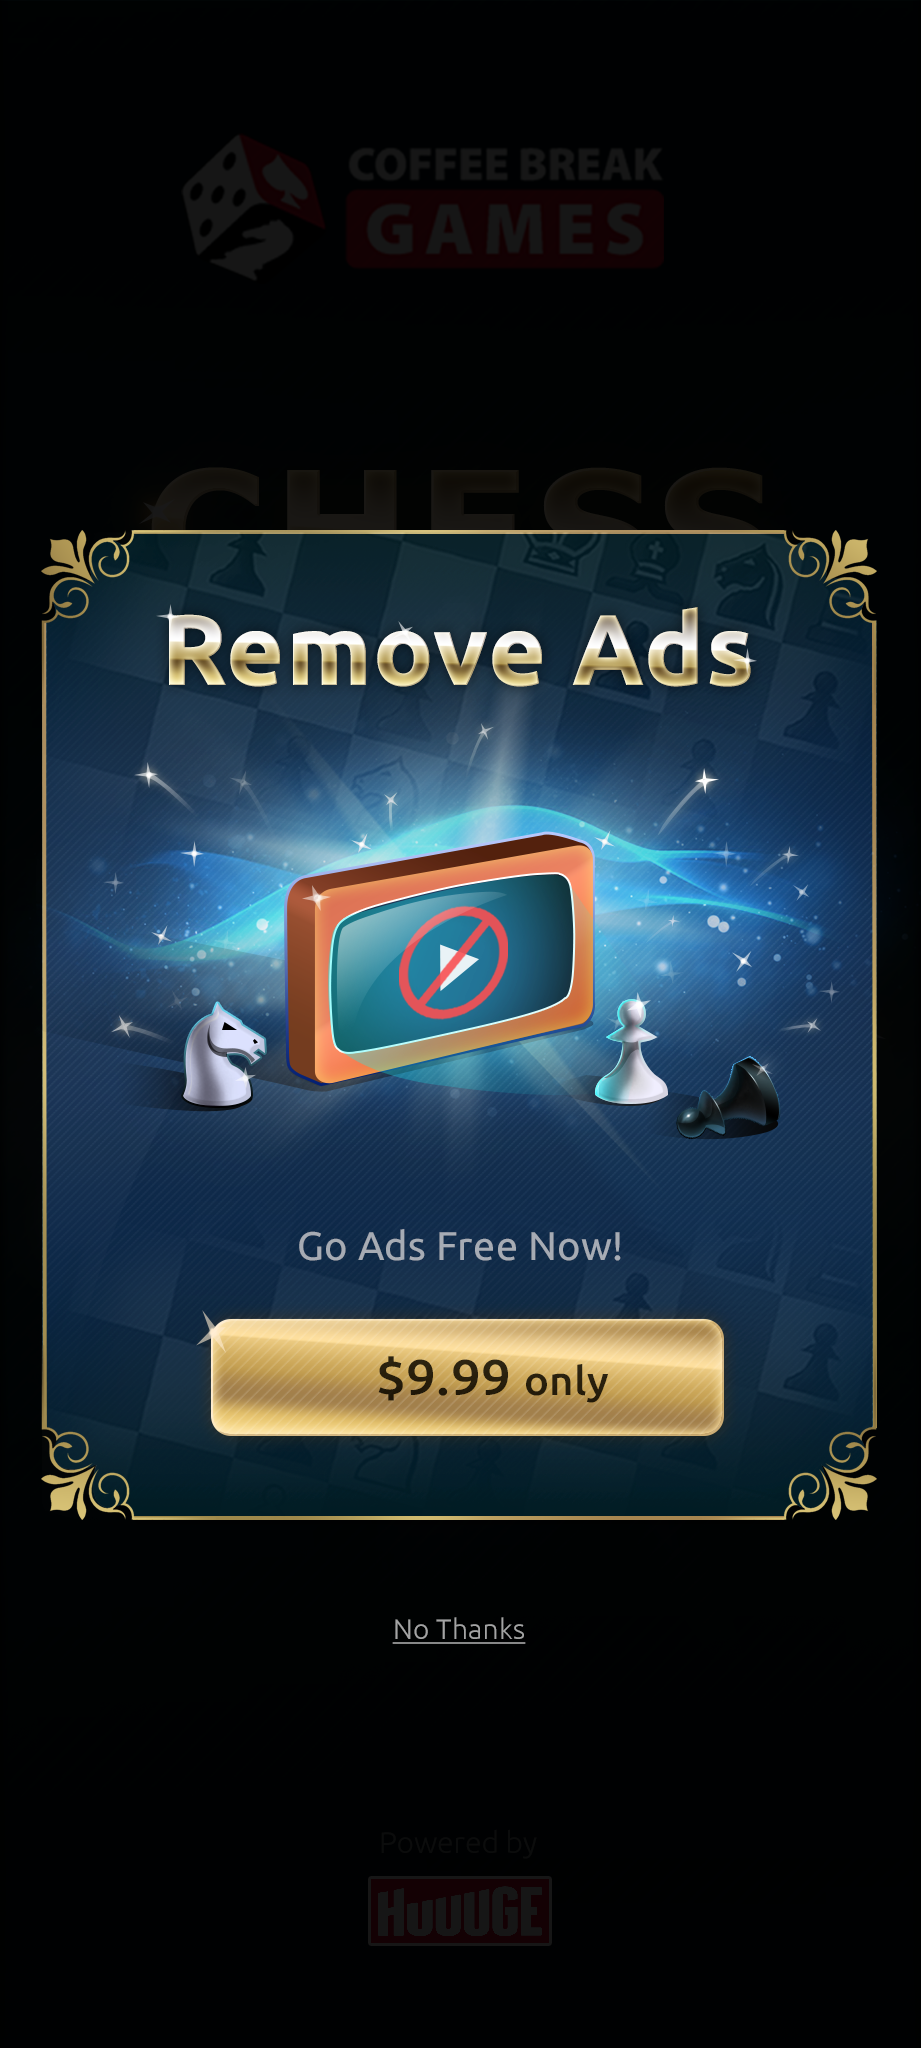 COFFEE BREAK
GAMES
CHESS
Remove Ads
Go Ads Free Now!
$9.99 only
No Thanks
Powered by
HUUUGE